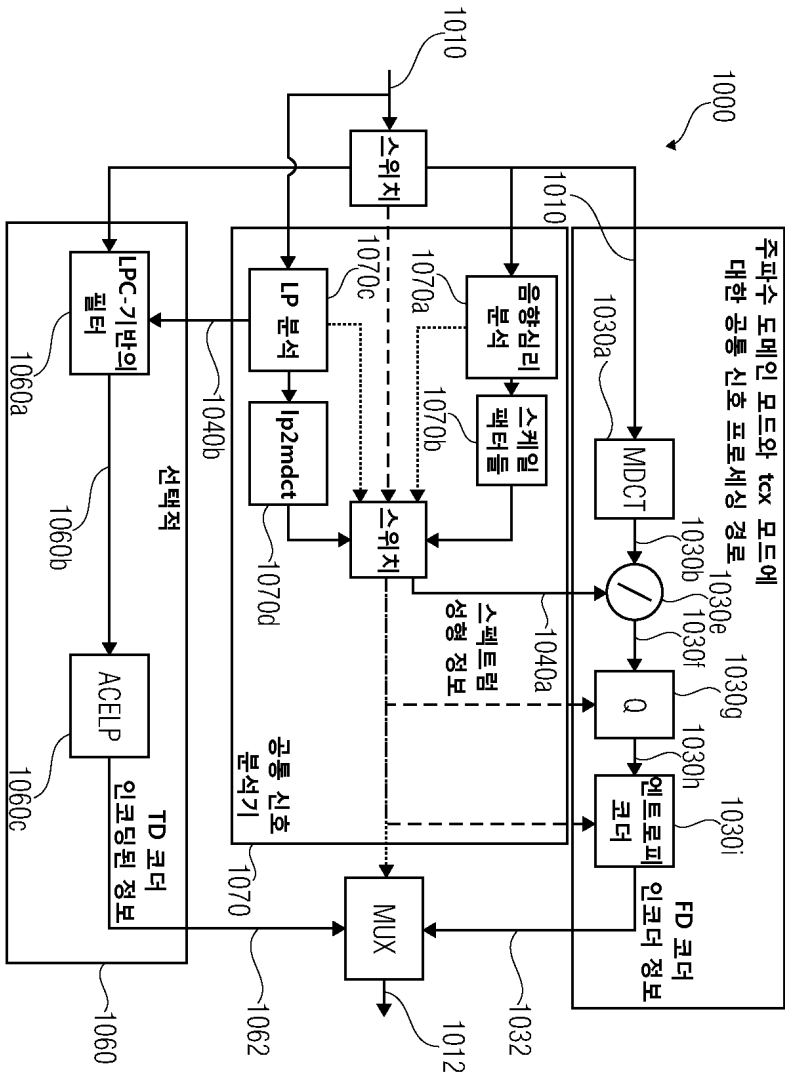 1000
1010
스위치
주파수 도메인 모드와 tcx 모드에
대한 공통 신호 프로세싱 경로
1010
1030a
MDCT
1030b
1030e
1030f
1030g
Q
1030h
1030i
엔트로피
코더
FD 코더
인코더 정보
1032
1070a
음향심리
분석
1070b
스케일
팩터들
1070c
LP 분석
lp2mdct
1070d
스위치
1040a
스펙트럼
성형 정보
공통 신호
분석기
1070
MUX
1012
1040b
LPC-기반의
필터
1060a
1060b
선택적
ACELP
1060c
TD 코더
인코딩된 정보
1062
1060